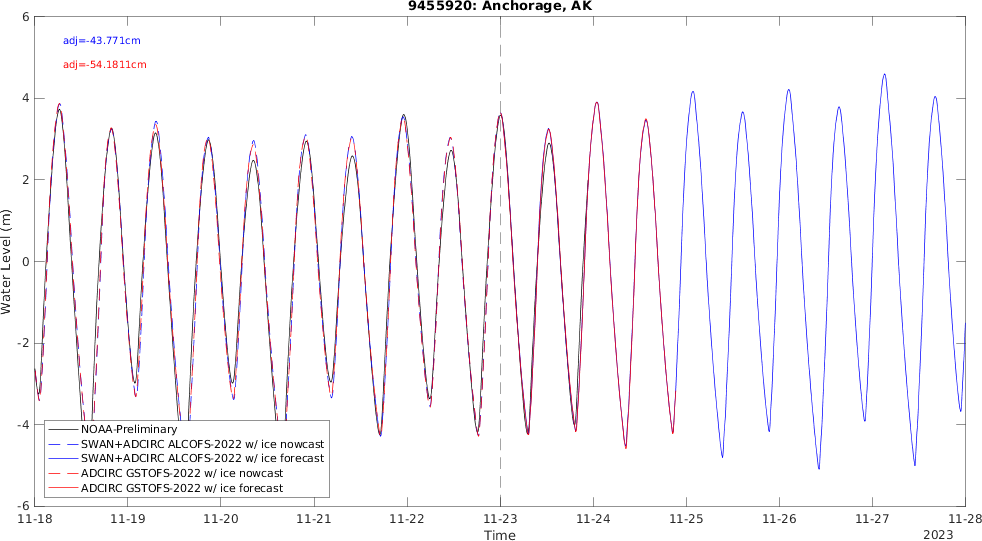 9455920: Anchorage, AK
adj=-43.771cm
adj=-54.1811cm
Water Level (m)
6
4
2
0
-2
-4
-6
NOAA-Preliminary
SWAN+ADCIRC ALCOFS-2022 w/ ice nowcast
SWAN+ADCIRC ALCOFS-2022 w/ ice forecast
ADCIRC GSTOFS-2022 w/ ice nowcast
ADCIRC GSTOFS-2022 w/ ice forecast
11-18 11-19 11-20 11-21 11-22 11-23 11-24 11-25 11-26 11-27 11-28
Time
2023